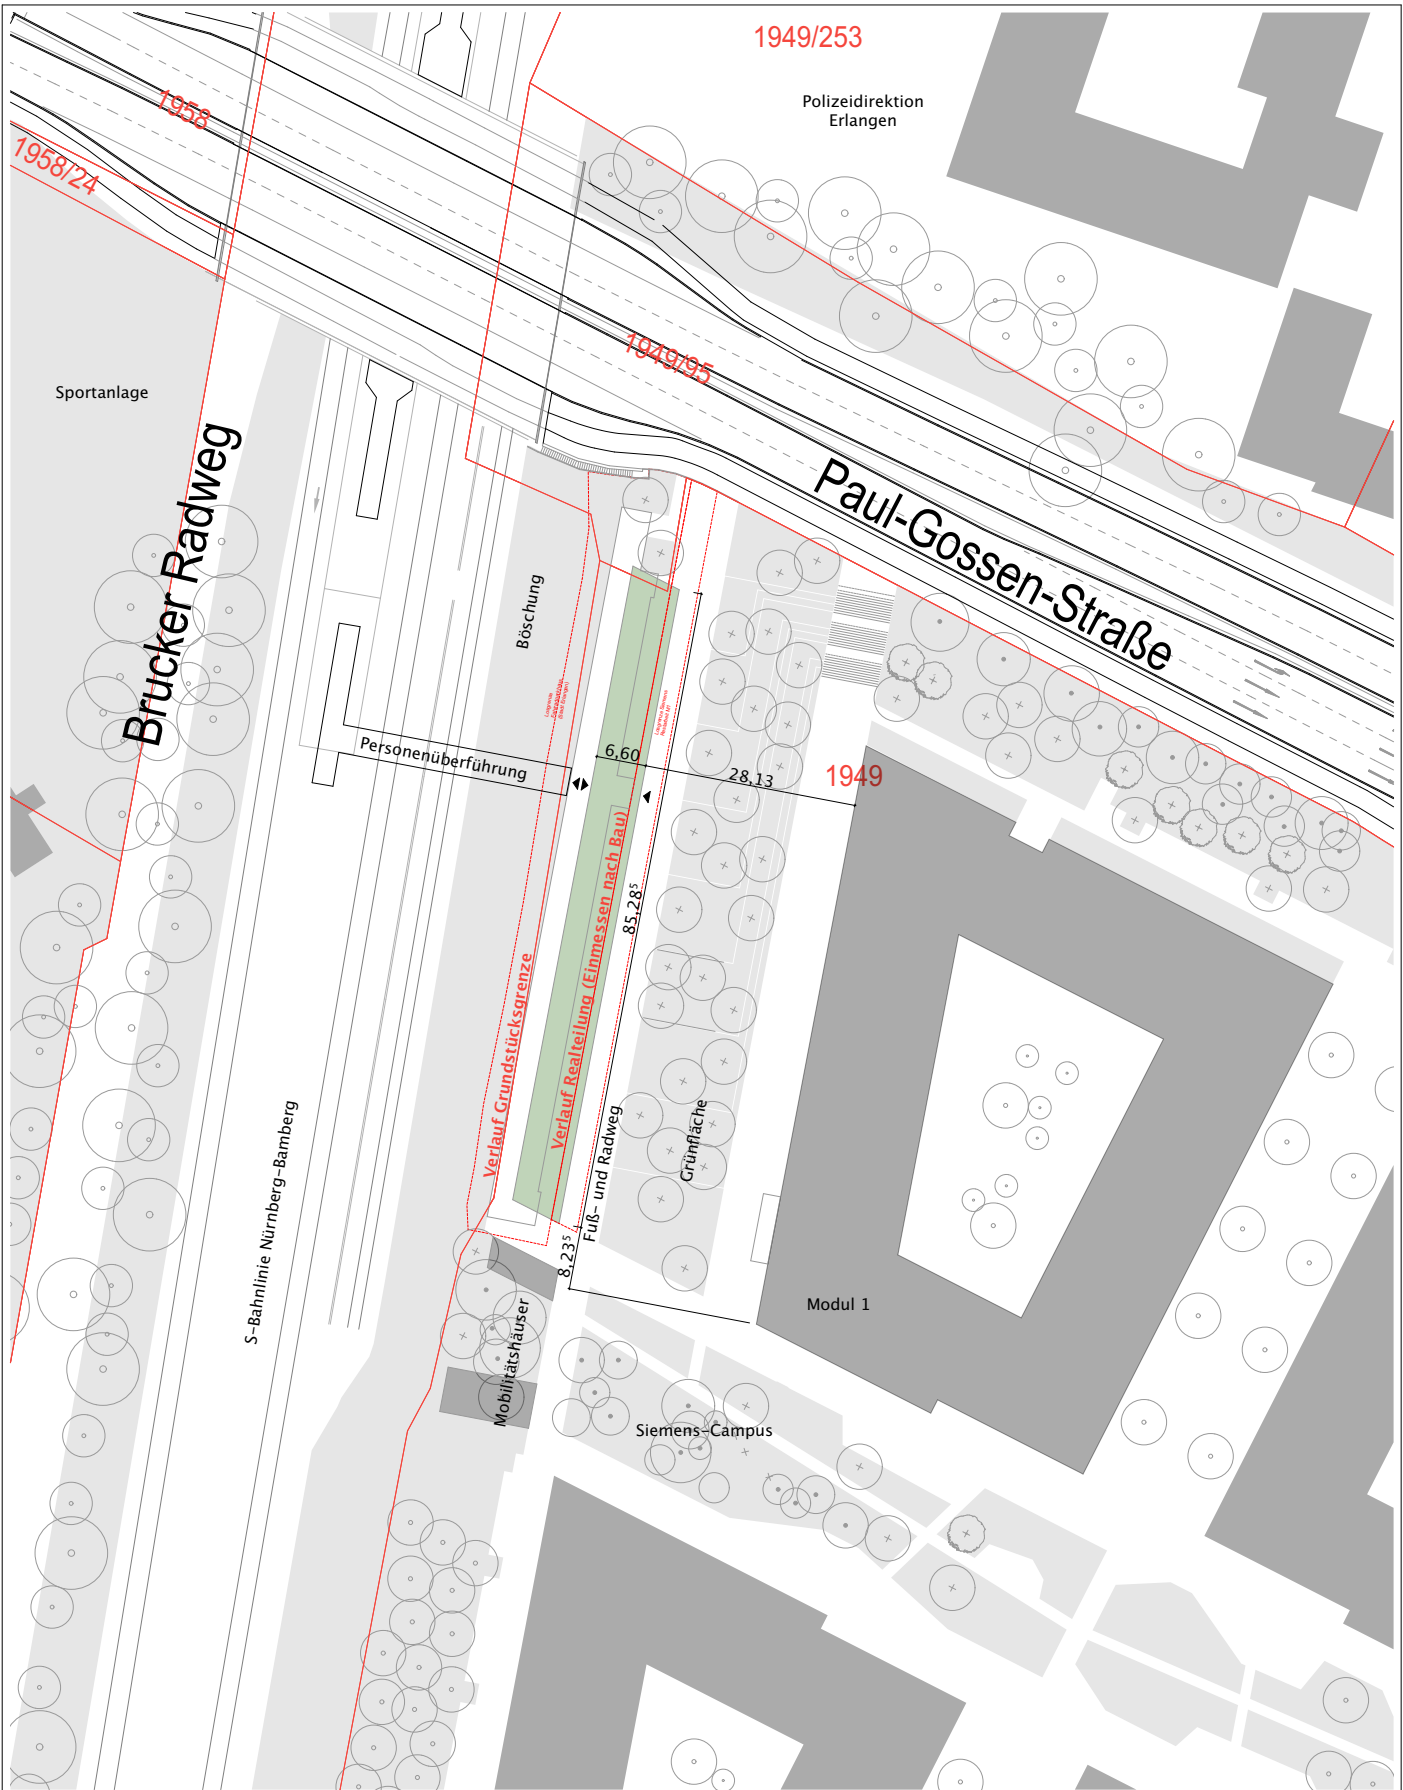 1949/253
Polizeidirektion
Erlangen
1958
1958/24
1949/95
Sportanlage
Brucker Radweg
Paul-Gossen-Straße
Böschung
Personenüberführung
6,60
28,13
1949
85,28⁵
Verlauf Grundstücksgrenze
Verlauf Realteilung (Einmessen nach Bau)
Fuß- und Radweg
Grünfläche
S-Bahnlinie Nürnberg-Bamberg
8,23⁵
Mobilitätshäuser
Modul 1
Siemens-Campus